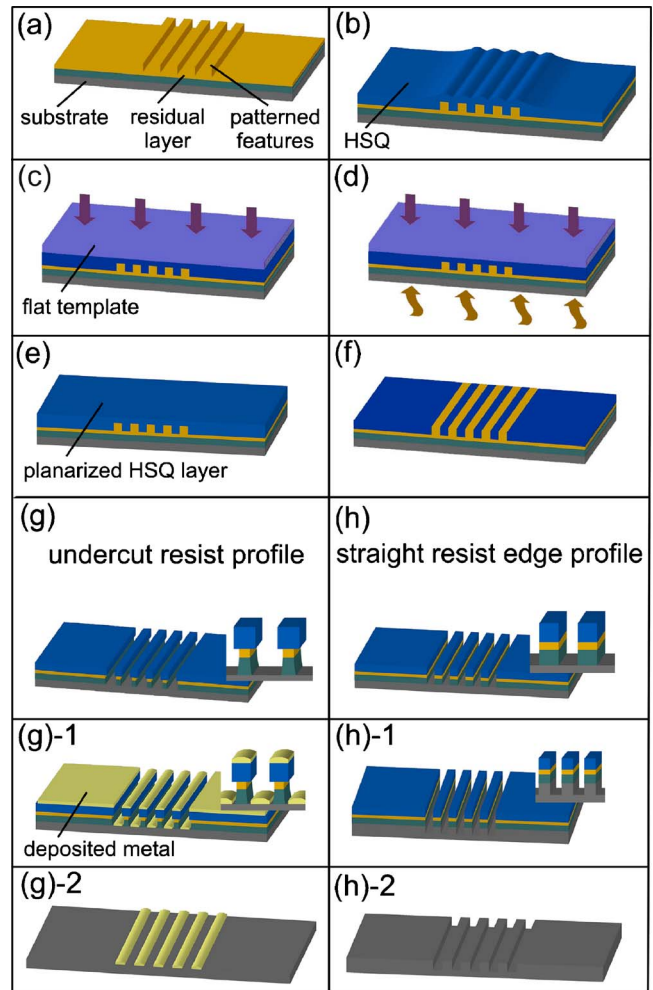 (a)
substrate
residual
layer
patterned
features
(b)
HSQ
(c)
flat template
(d)
(e)
planarized HSQ layer
(f)
(g)
undercut resist profile
(h)
straight resist edge profile
(g)-1
deposited metal
(h)-1
(g)-2
(h)-2